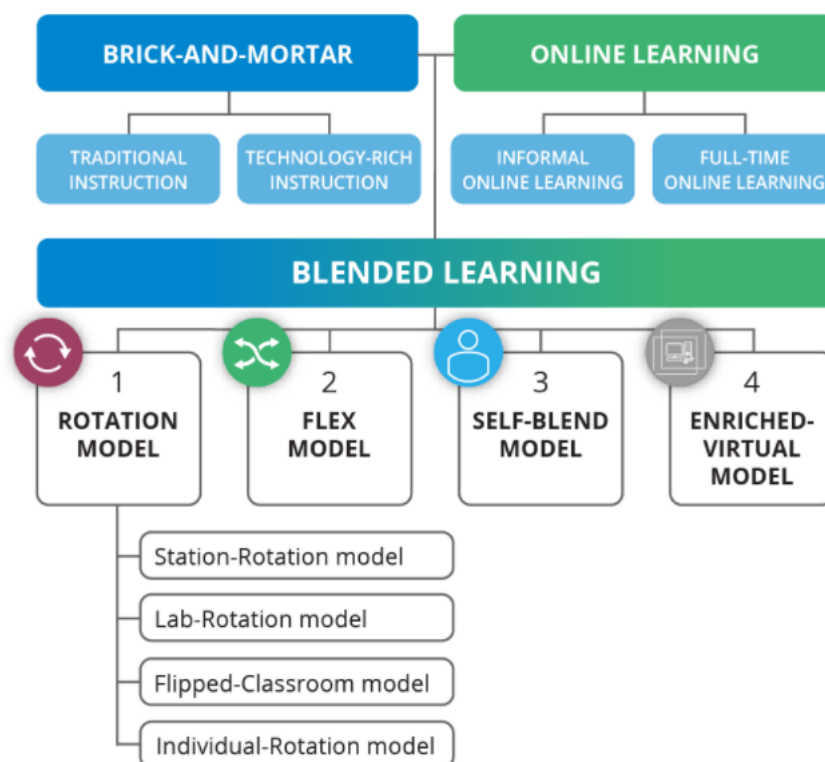 BRICK-AND-MORTAR
ONLINE LEARNING
TRADITIONAL
INSTRUCTION
TECHNOLOGY-RICH
INSTRUCTION
INFORMAL
ONLINE LEARNING
FULL-TIME
ONLINE LEARNING
BLENDED LEARNING
1
ROTATION
MODEL
2
FLEX
MODEL
3
SELF-BLEND
MODEL
4
ENRICHED-
VIRTUAL
MODEL
Station-Rotation model
Lab-Rotation model
Flipped-Classroom model
Individual-Rotation model